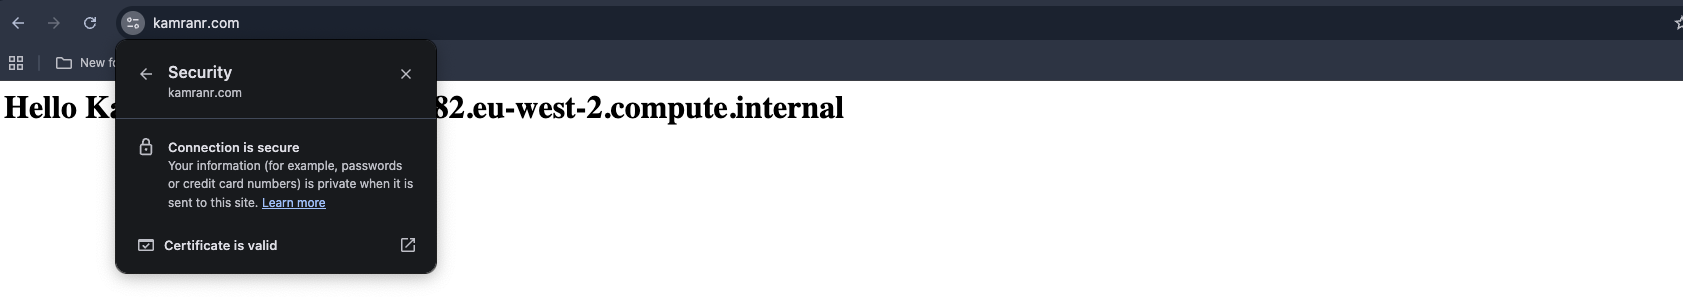 kamranr.com
New fo
Security
kamranr.com
Hello Ka 82.eu-west-2.compute.internal
Connection is secure
Your information (for example, passwords
or credit card numbers) is private when it is
sent to this site. Learn more
Certificate is valid